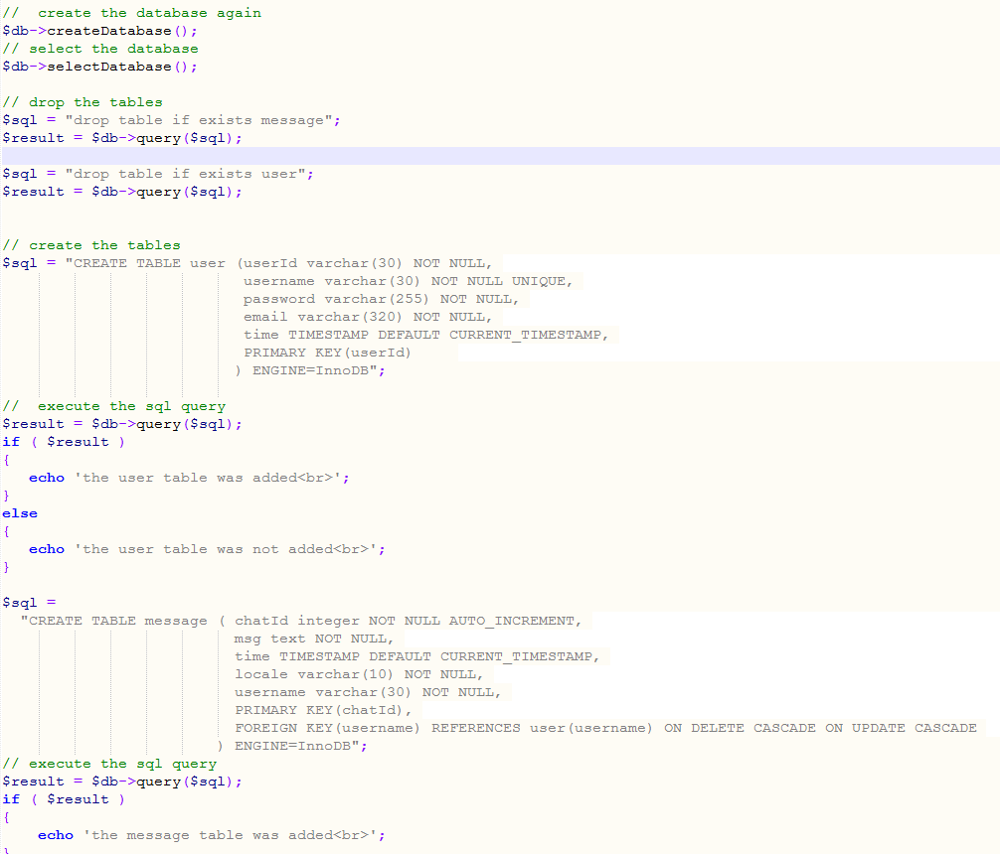 //  create the database again
$db->createDatabase();
// select the database
$db->selectDatabase();
// drop the tables
$sql = "drop table if exists message";
$result = $db->query($sql);
$sql = "drop table if exists user";
$result = $db->query($sql);
// create the tables
$sql = "CREATE TABLE user (userId varchar(30) NOT NULL,
username varchar(30) NOT NULL UNIQUE,
password varchar(255) NOT NULL,
email varchar(320) NOT NULL,
time TIMESTAMP DEFAULT CURRENT_TIMESTAMP,
PRIMARY KEY(userId)
) ENGINE=InnoDB";
//  execute the sql query
$result = $db->query($sql);
if ( $result )
{
echo 'the user table was added<br>';
}
else
{
echo 'the user table was not added<br>';
}
$sql =
"CREATE TABLE message ( chatId integer NOT NULL AUTO_INCREMENT,
msg text NOT NULL,
time TIMESTAMP DEFAULT CURRENT_TIMESTAMP,
locale varchar(10) NOT NULL,
username varchar(30) NOT NULL,
PRIMARY KEY(chatId),
FOREIGN KEY(username) REFERENCES user(username) ON DELETE CASCADE ON UPDATE CASCADE
) ENGINE=InnoDB";
// execute the sql query
$result = $db->query($sql);
if ( $result )
{
echo 'the message table was added<br>';
}